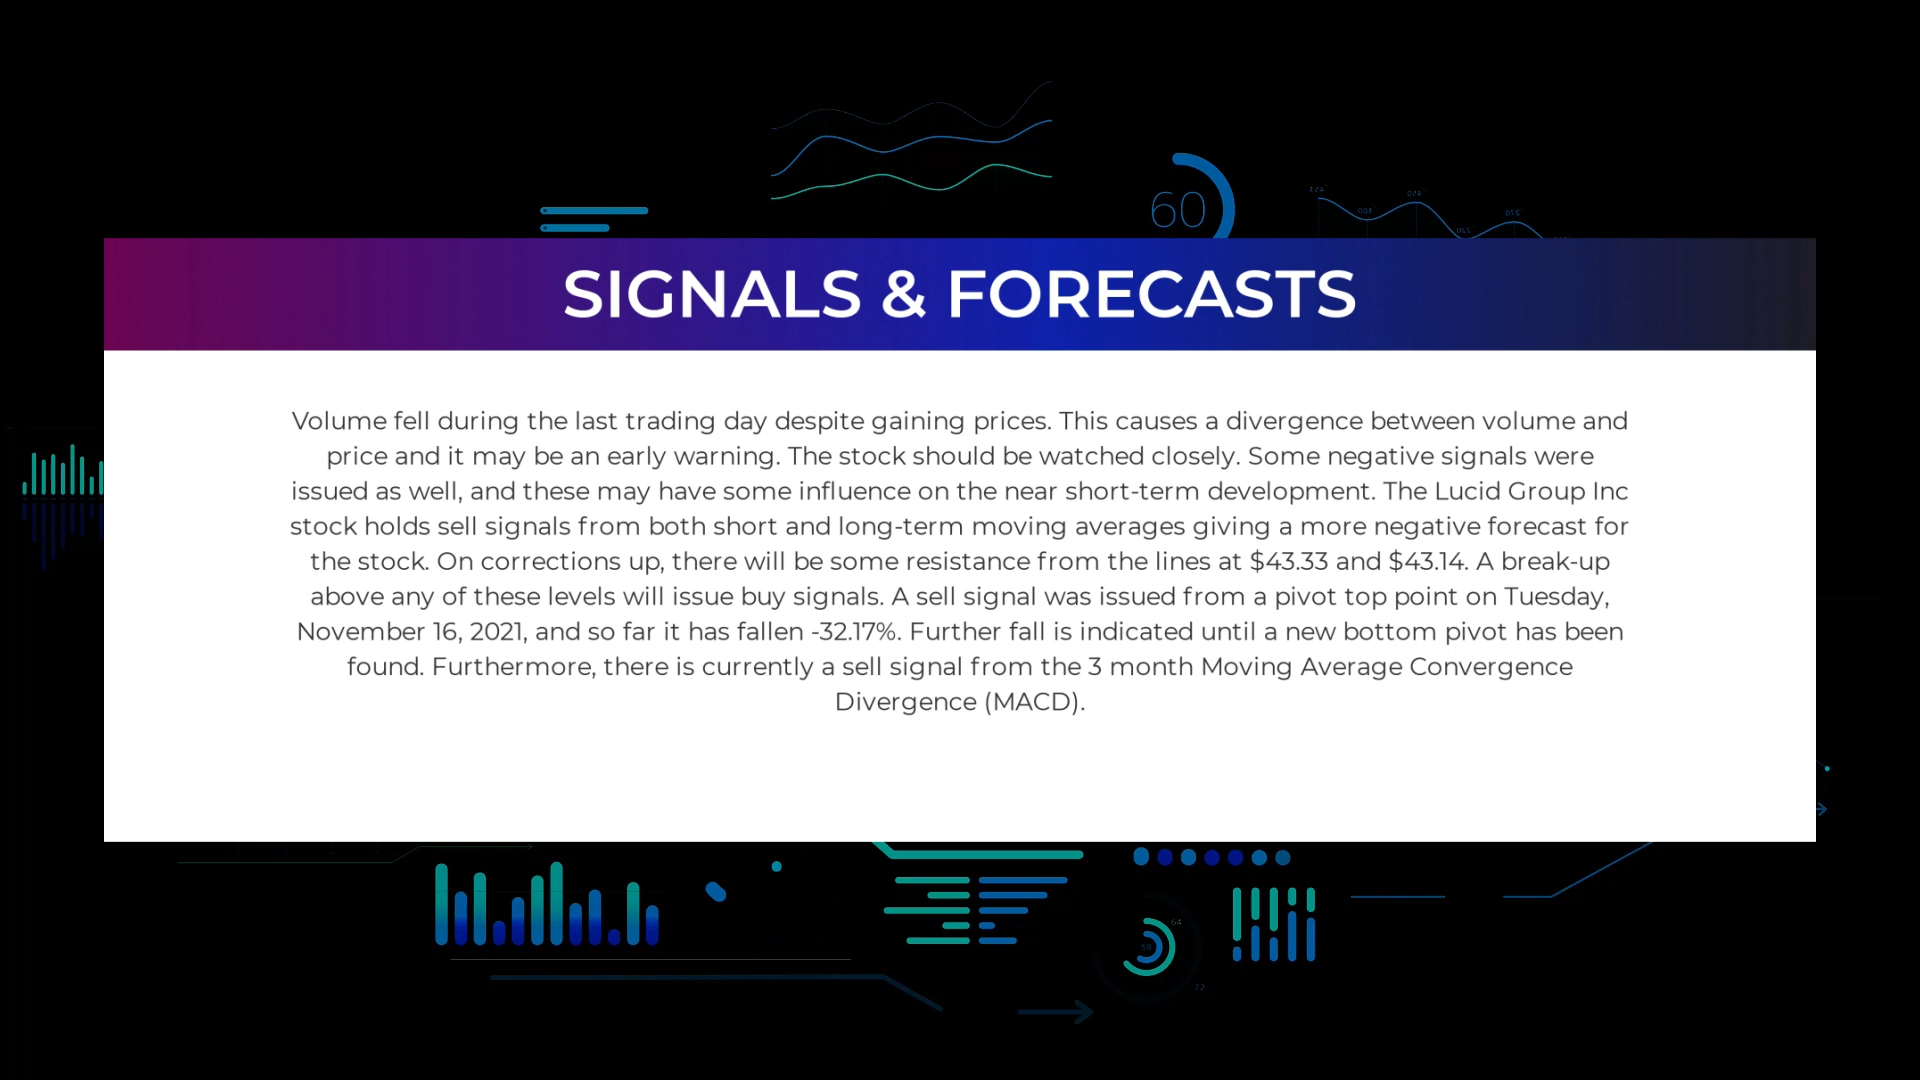 60
SIGNALS & FORECASTS
Volume fell during the last trading day despite gaining prices. This causes a divergence between volume and
price and it may be an early warning. The stock should be watched closely. Some negative signals were
issued as well, and these may have some influence on the near short-term development. The Lucid Group Inc
stock holds sell signals from both short and long-term moving averages giving a more negative forecast for
the stock. On corrections up, there will be some resistance from the lines at $43.33 and $43.14. A break-up
above any of these levels will issue buy signals. A sell signal was issued from a pivot top point on Tuesday,
November 16, 2021, and so far it has fallen -32.17%. Further fall is indicated until a new bottom pivot has been
found. Furthermore, there is currently a sell signal from the 3 month Moving Average Convergence
Divergence (MACD).
64
72